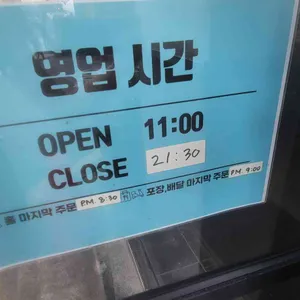 영업 시간
OPEN 11:00
CLOSE 21:30
홀 마지막 주문 PM. 8:30 포장,배달 마지막 주문 PM. 9:00